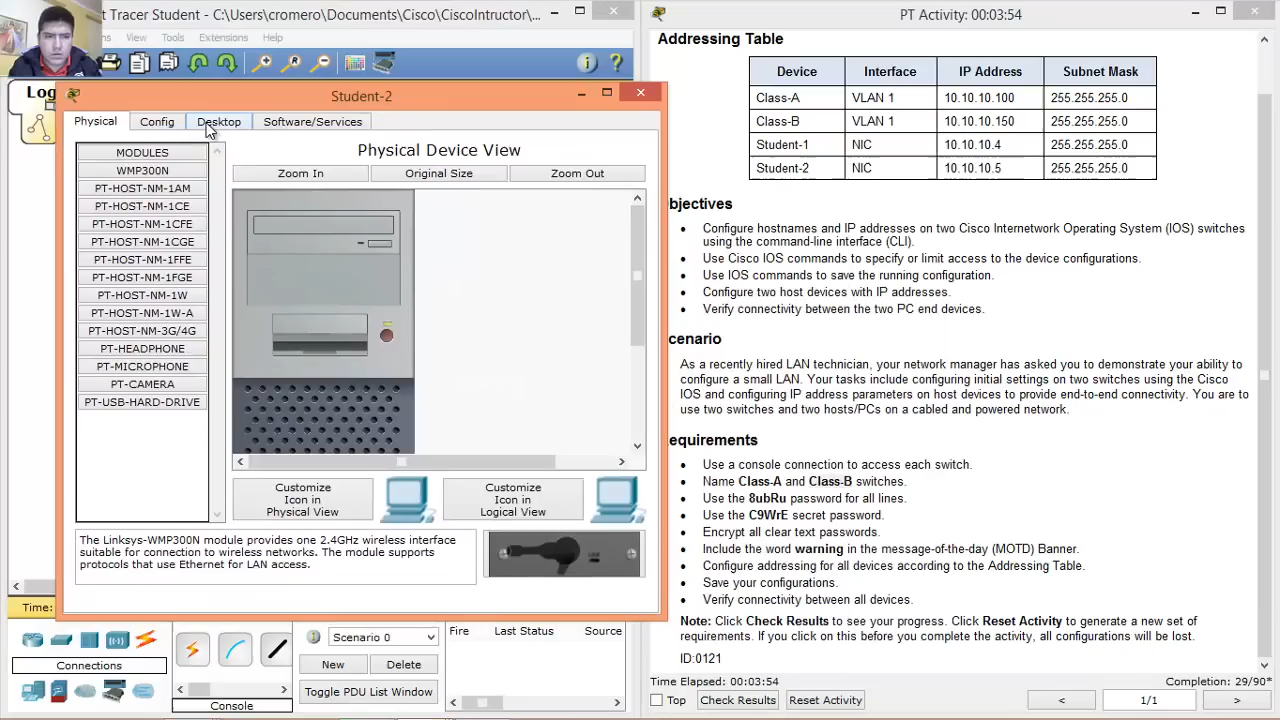 t Tracer Student - C:\Users\cromero\Documents\Cisco\CiscoIntructor\...
ns View Tools Extensions Help
Log
Student-2
Physical Config Desktop Software/Services
MODULES
WMP300N
PT-HOST-NM-1AM
PT-HOST-NM-1CE
PT-HOST-NM-1CFE
PT-HOST-NM-1CGE
PT-HOST-NM-1FFE
PT-HOST-NM-1FGE
PT-HOST-NM-1W
PT-HOST-NM-1W-A
PT-HOST-NM-3G/4G
PT-HEADPHONE
PT-MICROPHONE
PT-CAMERA
PT-USB-HARD-DRIVE
Physical Device View
Zoom In Original Size Zoom Out
Customize
Icon in
Physical View
Customize
Icon in
Logical View
The Linksys-WMP300N module provides one 2.4GHz wireless interface
suitable for connection to wireless networks. The module supports
protocols that use Ethernet for LAN access.
Time:
Connections
Console
Scenario 0
New Delete
Toggle PDU List Window
Fire Last Status Source
PT Activity: 00:03:54
Addressing Table
Device Interface IP Address Subnet Mask
Class-A VLAN 1 10.10.10.100 255.255.255.0
Class-B VLAN 1 10.10.10.150 255.255.255.0
Student-1 NIC 10.10.10.4 255.255.255.0
Student-2 NIC 10.10.10.5 255.255.255.0
bjectives
• Configure hostnames and IP addresses on two Cisco Internetwork Operating System (IOS) switches
using the command-line interface (CLI).
• Use Cisco IOS commands to specify or limit access to the device configurations.
• Use IOS commands to save the running configuration.
• Configure two host devices with IP addresses.
• Verify connectivity between the two PC end devices.
cenario
As a recently hired LAN technician, your network manager has asked you to demonstrate your ability to
configure a small LAN. Your tasks include configuring initial settings on two switches using the Cisco
IOS and configuring IP address parameters on host devices to provide end-to-end connectivity. You are to
use two switches and two hosts/PCs on a cabled and powered network.
equirements
• Use a console connection to access each switch.
• Name Class-A and Class-B switches.
• Use the 8ubRu password for all lines.
• Use the C9WrE secret password.
• Encrypt all clear text passwords.
• Include the word warning in the message-of-the-day (MOTD) Banner.
• Configure addressing for all devices according to the Addressing Table.
• Save your configurations.
• Verify connectivity between all devices.
Note: Click Check Results to see your progress. Click Reset Activity to generate a new set of
requirements. If you click on this before you complete the activity, all configurations will be lost.
ID:0121
Time Elapsed: 00:03:54 Completion: 29/90*
Top Check Results Reset Activity < 1/1 >